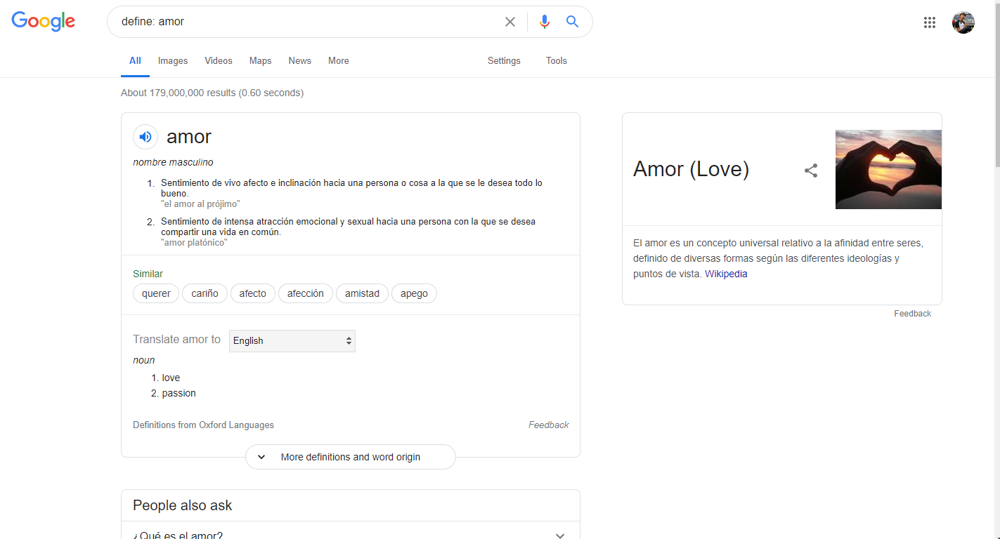 Google
define: amor
All Images Videos Maps News More Settings Tools
About 179,000,000 results (0.60 seconds)
amor
nombre masculino
1. Sentimiento de vivo afecto e inclinación hacia una persona o cosa a la que se le desea todo lo
bueno.
"el amor al prójimo"
2. Sentimiento de intensa atracción emocional y sexual hacia una persona con la que se desea
compartir una vida en común.
"amor platónico"
Similar
querer cariño afecto afección amistad apego
Translate amor to English
noun
1. love
2. passion
Definitions from Oxford Languages Feedback
More definitions and word origin
People also ask
¿Qué es el amor?
Amor (Love)
El amor es un concepto universal relativo a la afinidad entre seres,
definido de diversas formas según las diferentes ideologías y
puntos de vista. Wikipedia
Feedback